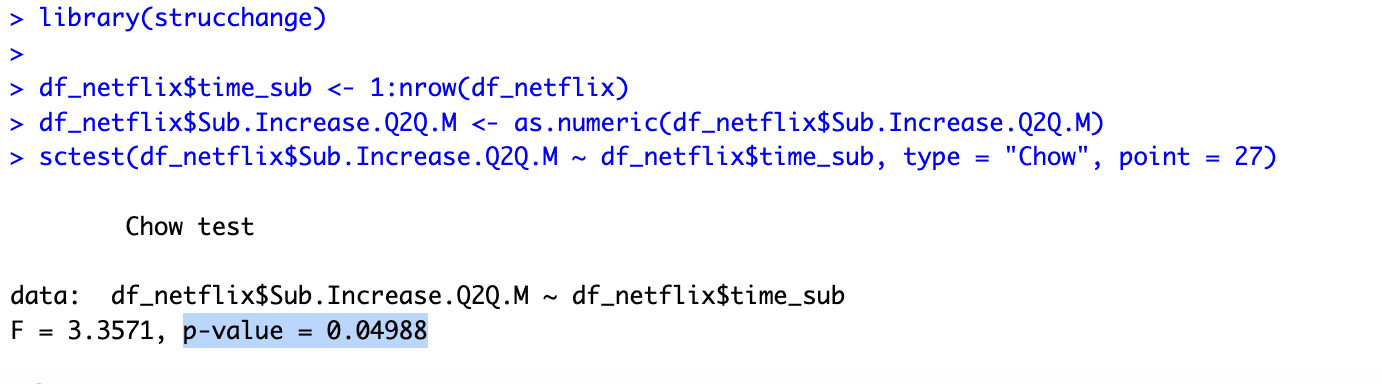 > library(strucchange)
>
> df_netflix$time_sub <- 1:nrow(df_netflix)
> df_netflix$Sub.Increase.Q2Q.M <- as.numeric(df_netflix$Sub.Increase.Q2Q.M)
> sctest(df_netflix$Sub.Increase.Q2Q.M ~ df_netflix$time_sub, type = "Chow", point = 27)
Chow test
data:  df_netflix$Sub.Increase.Q2Q.M ~ df_netflix$time_sub
F = 3.3571, p-value = 0.04988